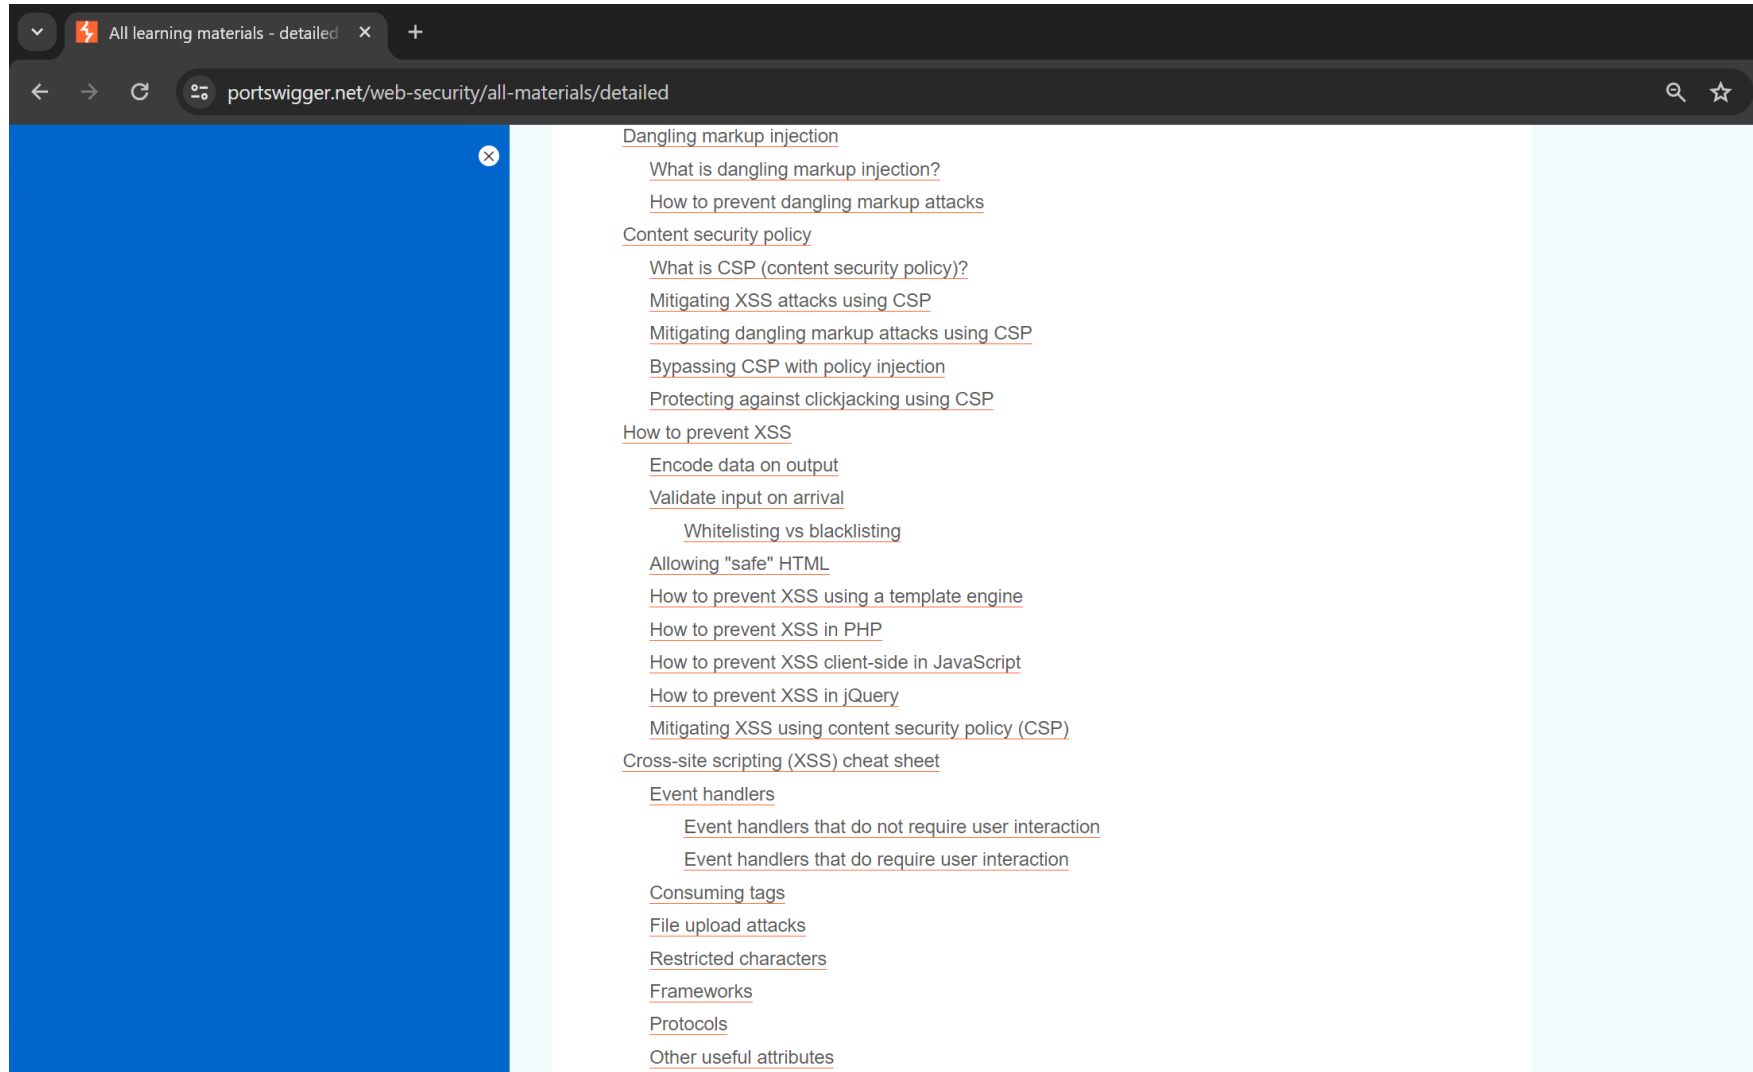 All learning materials - detailed
portswigger.net/web-security/all-materials/detailed
Dangling markup injection
What is dangling markup injection?
How to prevent dangling markup attacks
Content security policy
What is CSP (content security policy)?
Mitigating XSS attacks using CSP
Mitigating dangling markup attacks using CSP
Bypassing CSP with policy injection
Protecting against clickjacking using CSP
How to prevent XSS
Encode data on output
Validate input on arrival
Whitelisting vs blacklisting
Allowing "safe" HTML
How to prevent XSS using a template engine
How to prevent XSS in PHP
How to prevent XSS client-side in JavaScript
How to prevent XSS in jQuery
Mitigating XSS using content security policy (CSP)
Cross-site scripting (XSS) cheat sheet
Event handlers
Event handlers that do not require user interaction
Event handlers that do require user interaction
Consuming tags
File upload attacks
Restricted characters
Frameworks
Protocols
Other useful attributes